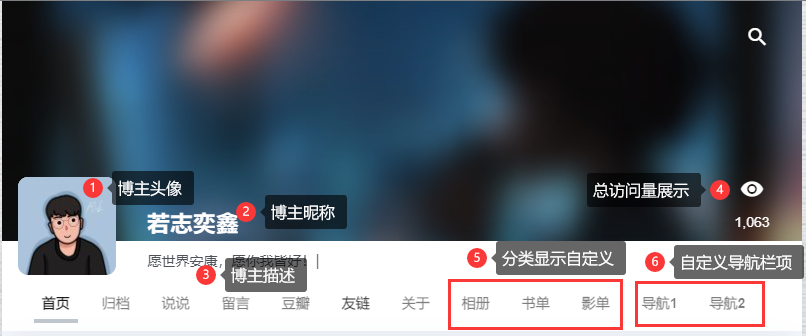 1 博主头像
总访问量展示 4
若志奕鑫 2 博主昵称
1,063
愿世界安康，愿你我皆好！|
3 博主描述
5 分类显示自定义
6 自定义导航栏项
首页 归档 说说 留言 豆瓣 友链 关于 相册 书单 影单 导航1 导航2